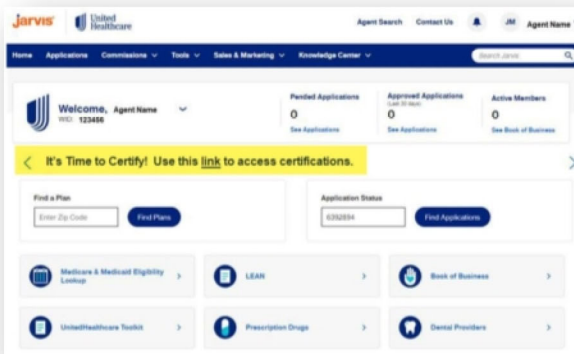 jarvis
United Healthcare
Agent Search Contact Us JM Agent Name
Home Applications Commissions Tools Sales & Marketing Knowledge Center Search Jarvis
Welcome, Agent Name
WID: 123456
Pended Applications
0
See Applications
Approved Applications
(Last 30 days)
0
See Applications
Active Members
0
See Book of Business
It's Time to Certify! Use this link to access certifications.
Find a Plan
Enter Zip Code Find Plans
Application Status
6392894 Find Applications
Medicare & Medicaid Eligibility
Lookup
LEAN
Book of Business
UnitedHealthcare Toolkit
Prescription Drugs
Dental Providers